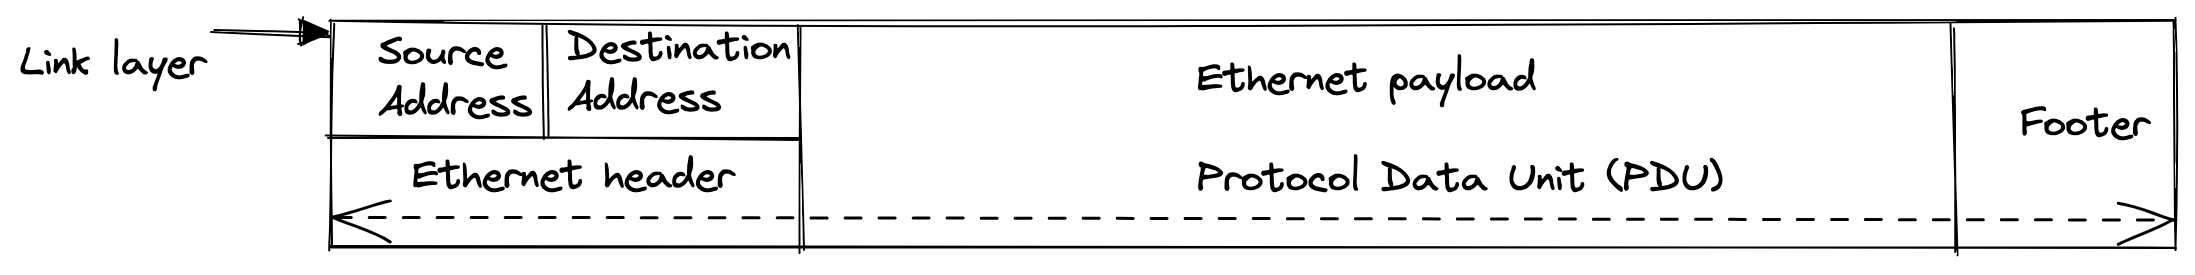 Link layer
Source
Address
Destination
Address
Ethernet header
Ethernet payload
Protocol Data Unit (PDU)
Footer